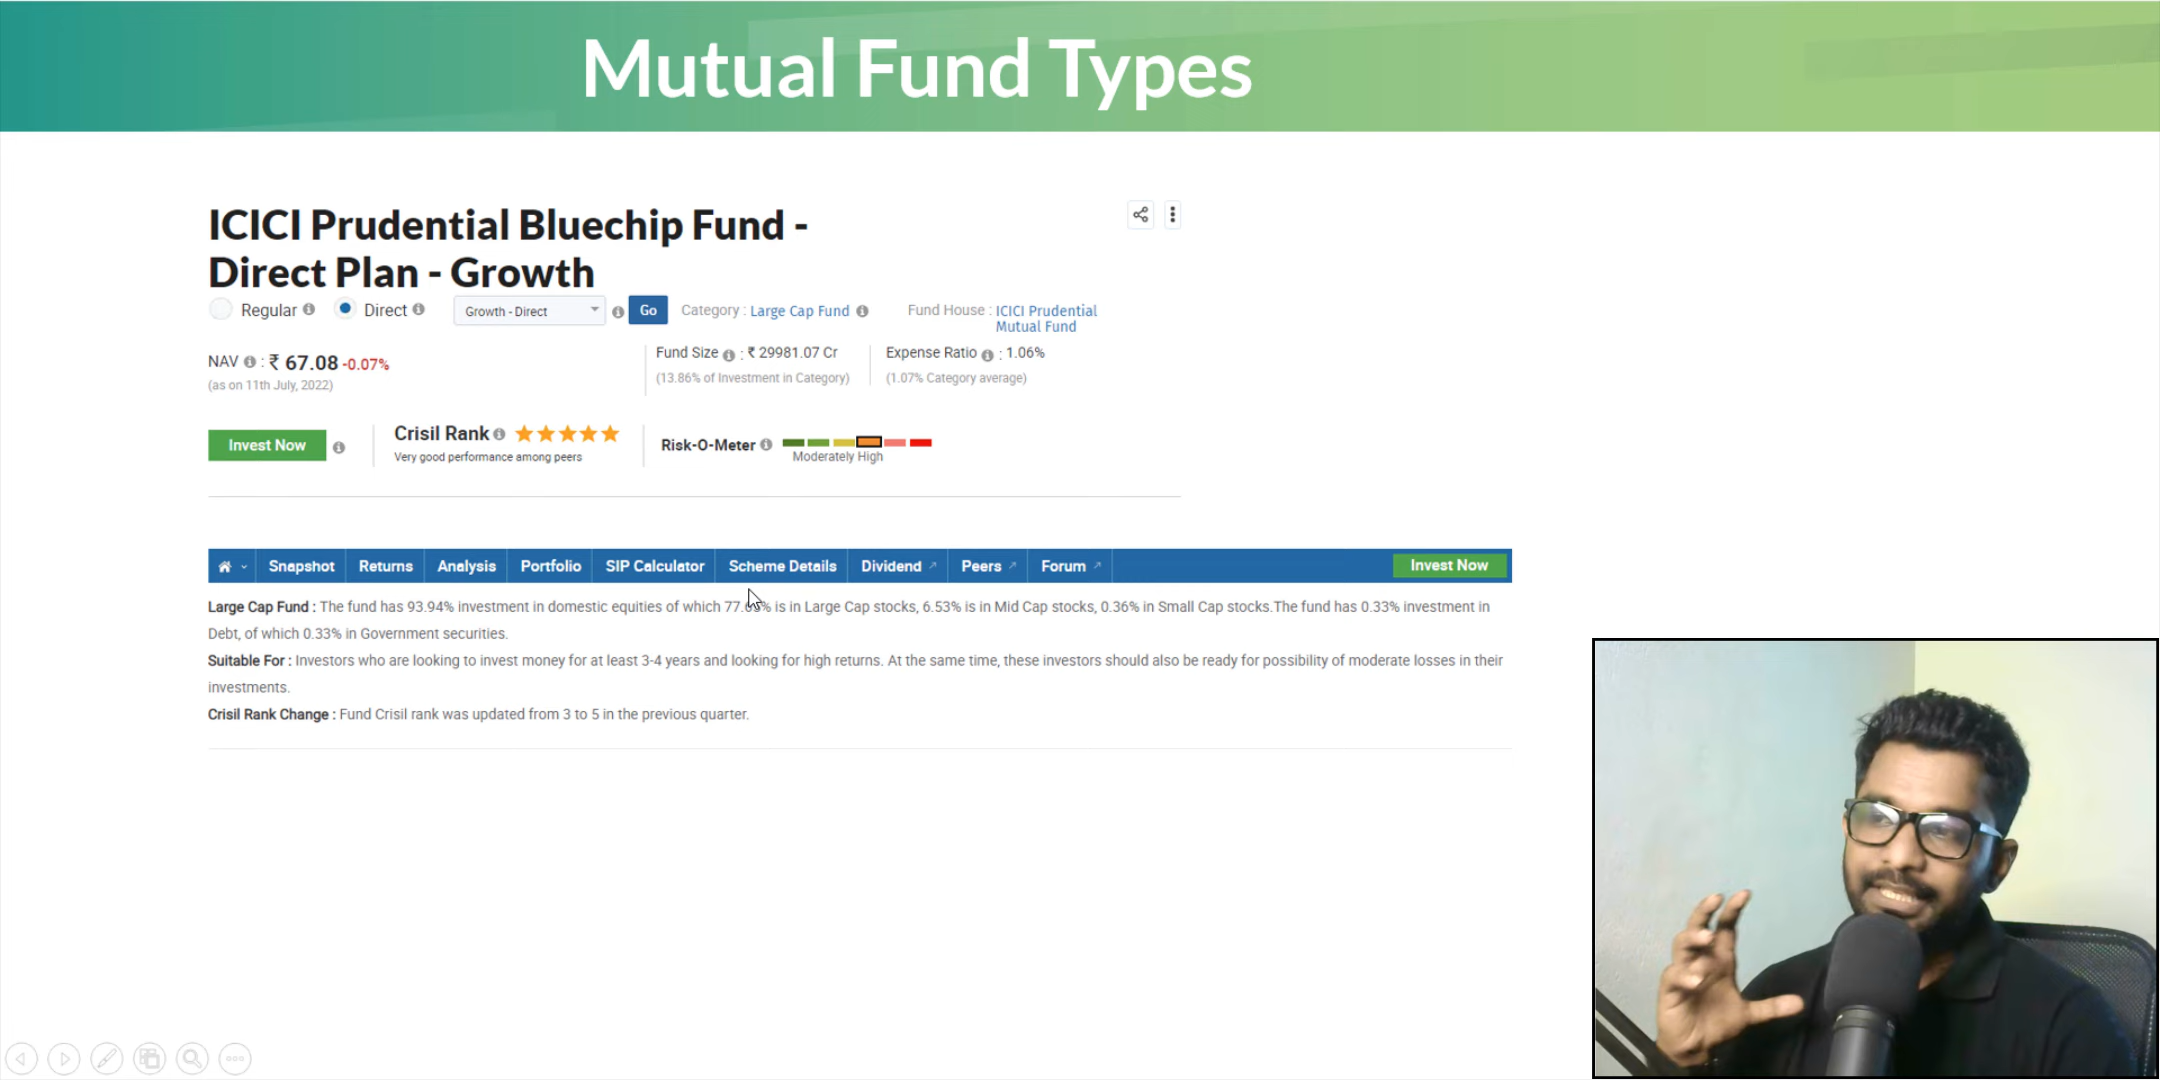 Mutual Fund Types
ICICI Prudential Bluechip Fund -
Direct Plan - Growth
Regular Direct Growth - Direct Go Category : Large Cap Fund Fund House : ICICI Prudential
Mutual Fund
NAV : ₹ 67.08 -0.07%
(as on 11th July, 2022)
Fund Size : ₹ 29981.07 Cr
(13.86% of Investment in Category)
Expense Ratio : 1.06%
(1.07% Category average)
Invest Now
Crisil Rank
Very good performance among peers
Risk-O-Meter
Moderately High
Snapshot Returns Analysis Portfolio SIP Calculator Scheme Details Dividend Peers Forum Invest Now
Large Cap Fund : The fund has 93.94% investment in domestic equities of which is in Large Cap stocks, 6.53% is in Mid Cap stocks, 0.36% in Small Cap stocks.The fund has 0.33% investment in
Debt, of which 0.33% in Government securities.
Suitable For : Investors who are looking to invest money for at least 3-4 years and looking for high returns. At the same time, these investors should also be ready for possibility of moderate losses in their
investments.
Crisil Rank Change : Fund Crisil rank was updated from 3 to 5 in the previous quarter.